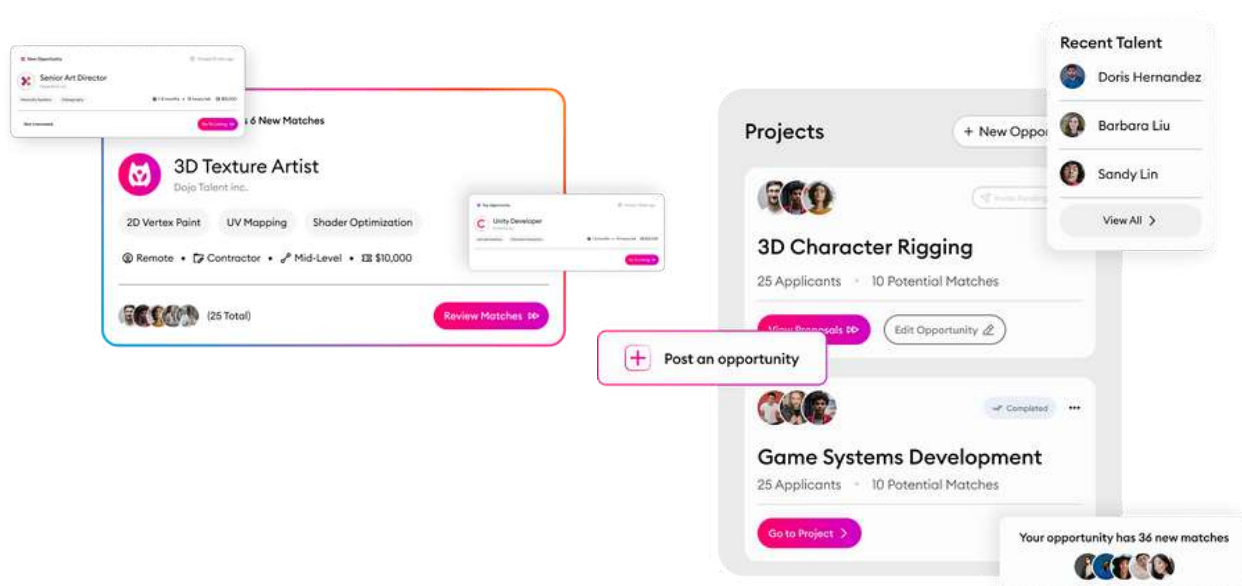 New Opportunity
Senior Art Director
Not Interested
6 New Matches
3D Texture Artist
Dojo Talent inc.
2D Vertex Paint
UV Mapping
Shader Optimization
Remote • Contractor • Mid-Level • $10,000
(25 Total)
Review Matches
Unity Developer
Post an opportunity
Projects
+ New Oppo
Invite Pending
3D Character Rigging
25 Applicants • 10 Potential Matches
View Proposals
Edit Opportunity
Completed
Game Systems Development
25 Applicants • 10 Potential Matches
Go to Project
Recent Talent
Doris Hernandez
Barbara Liu
Sandy Lin
View All
Your opportunity has 36 new matches